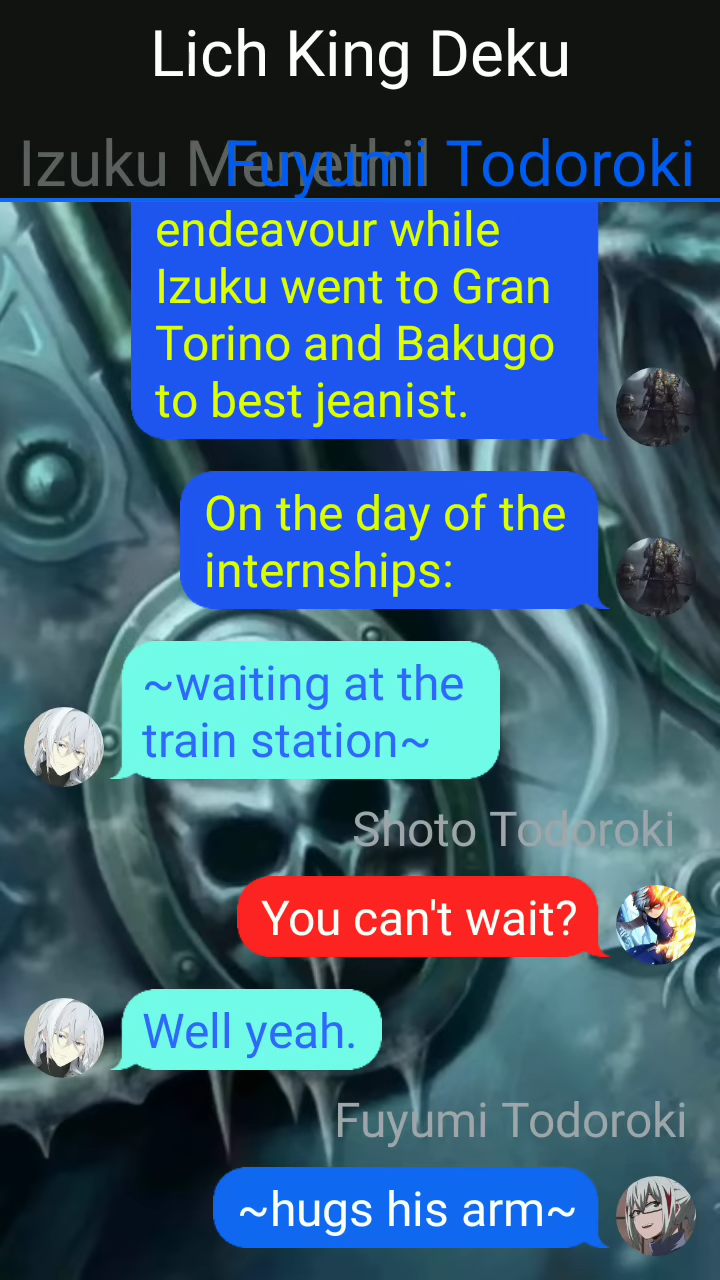 Lich King Deku
Izuku Menethil Fuyumi Todoroki
endeavour while
Izuku went to Gran
Torino and Bakugo
to best jeanist.
On the day of the
internships:
~waiting at the
train station~
Shoto Todoroki
You can't wait?
Well yeah.
Fuyumi Todoroki
~hugs his arm~